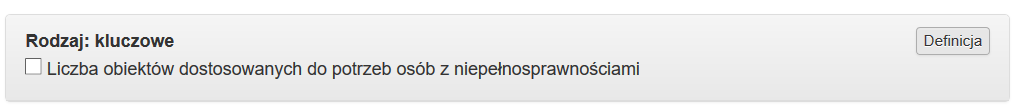 Rodzaj: kluczowe
Definicja
Liczba obiektów dostosowanych do potrzeb osób z niepełnosprawnościami